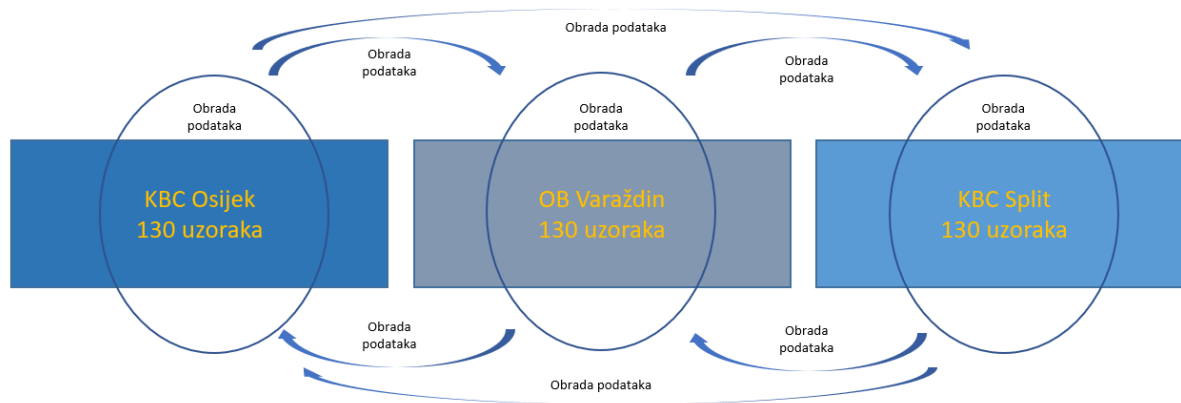 Obrada podataka
Obrada
podataka
Obrada
podataka
Obrada
podataka
Obrada
podataka
Obrada
podataka
KBC Osijek
130 uzoraka
OB Varaždin
130 uzoraka
KBC Split
130 uzoraka
Obrada
podataka
Obrada
podataka
Obrada podataka